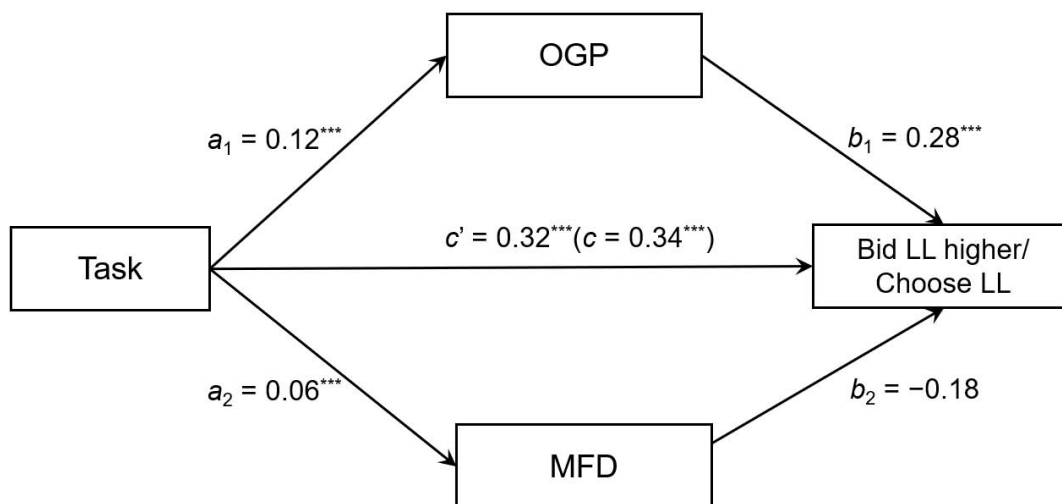 OGP
a₁ = 0.12***
b₁ = 0.28***
c’ = 0.32***(c = 0.34***)
Task
Bid LL higher/
Choose LL
a₂ = 0.06***
b₂ = −0.18
MFD